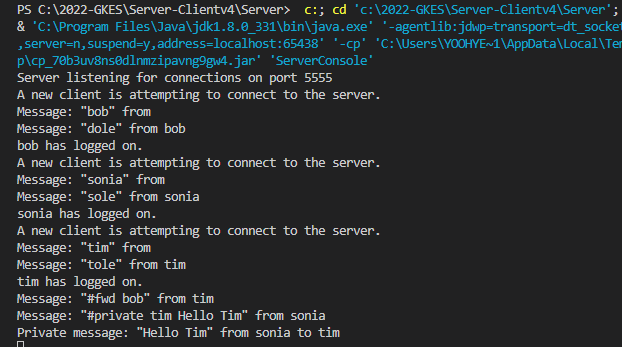 PS C:\2022-GKES\Server-Clientv4\Server>  c:; cd 'c:\2022-GKES\Server-Clientv4\Server';
& 'C:\Program Files\Java\jdk1.8.0_331\bin\java.exe' '-agentlib:jdwp=transport=dt_socket
,server=n,suspend=y,address=localhost:65438' '-cp' 'C:\Users\YOOHYE~1\AppData\Local\Tem
p\cp_70b3uv8ns0dlnmzipavng9gw4.jar' 'ServerConsole'
Server listening for connections on port 5555
A new client is attempting to connect to the server.
Message: "bob" from
Message: "dole" from bob
bob has logged on.
A new client is attempting to connect to the server.
Message: "sonia" from
Message: "sole" from sonia
sonia has logged on.
A new client is attempting to connect to the server.
Message: "tim" from
Message: "tole" from tim
tim has logged on.
Message: "#fwd bob" from tim
Message: "#private tim Hello Tim" from sonia
Private message: "Hello Tim" from sonia to tim